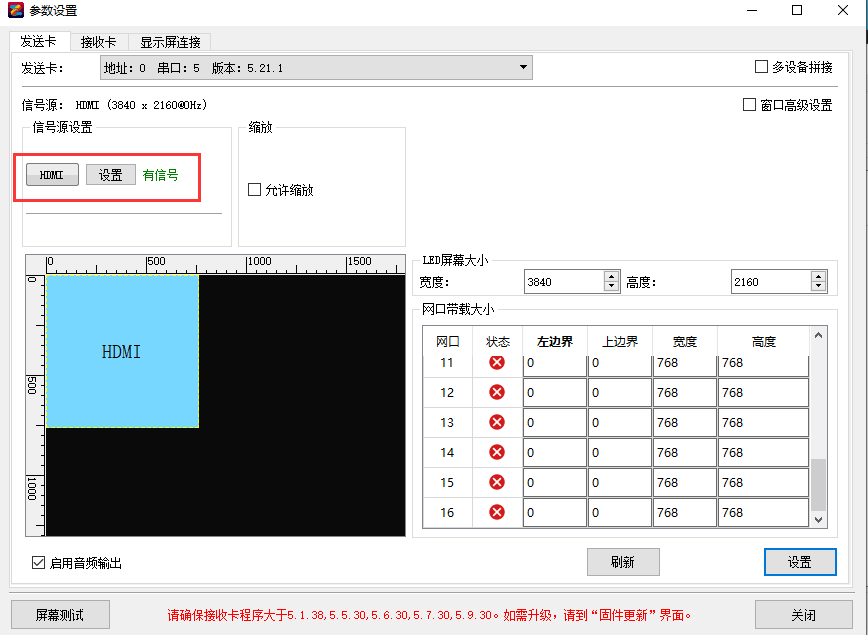 参数设置
发送卡 接收卡 显示屏连接
发送卡： 地址：0 串口：5 版本：5.21.1 多设备拼接
信号源： HDMI (3840 x 2160@0Hz) 窗口高级设置
信号源设置 缩放
HDMI 设置 有信号
允许缩放
0 500 1000 1500
0
500
1000
HDMI
LED屏幕大小
宽度： 3840 高度： 2160
网口带载大小
网口 状态 左边界 上边界 宽度 高度
11 0 0 768 768
12 0 0 768 768
13 0 0 768 768
14 0 0 768 768
15 0 0 768 768
16 0 0 768 768
启用音频输出 刷新 设置
屏幕测试 请确保接收卡程序大于5.1.38,5.5.30,5.6.30,5.7.30,5.9.30。如需升级，请到“固件更新”界面。 关闭